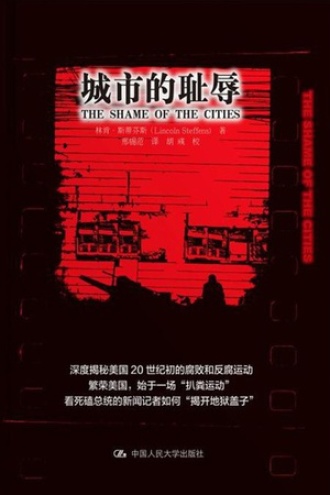 城市的耻辱
THE SHAME OF THE CITIES
林肯·斯蒂芬斯（Lincoln Steffens） 著
邢锡范 译 胡咸 校
THE SHAME OF THE CITIES
深度揭秘美国20世纪初的腐败和反腐运动
繁荣美国，始于一场“扒粪运动”
看死磕总统的新闻记者如何“揭开地狱盖子”
中国人民大学出版社